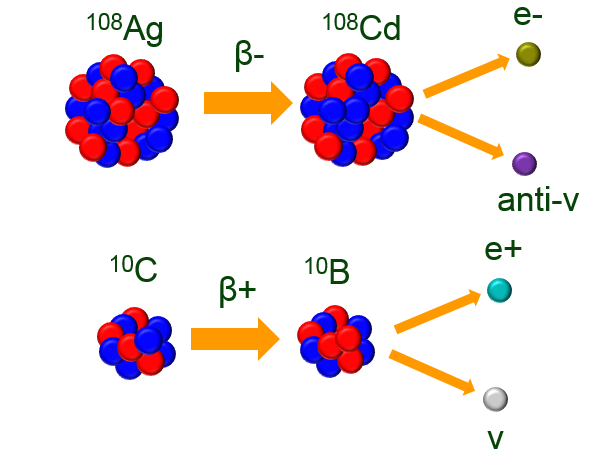 108Ag
β-
108Cd
e-
anti-v
10C
β+
10B
e+
v